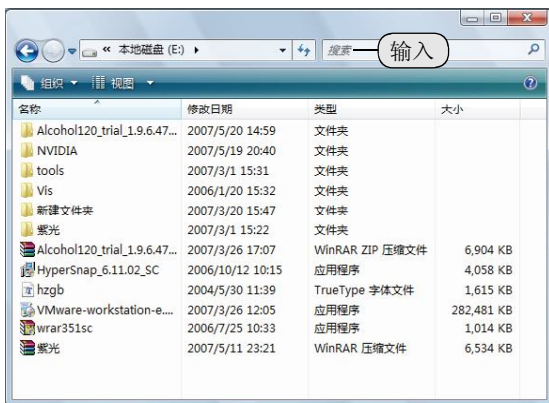 « 本地磁盘 (E:)
搜索
输入
组织 视图
名称 修改日期 类型 大小
Alcohol120_trial_1.9.6.47... 2007/5/20 14:59 文件夹
NVIDIA 2007/5/19 20:40 文件夹
tools 2007/3/1 15:31 文件夹
Vis 2006/1/20 15:32 文件夹
新建文件夹 2007/3/20 15:47 文件夹
紫光 2007/3/1 15:22 文件夹
Alcohol120_trial_1.9.6.47... 2007/3/26 17:07 WinRAR ZIP 压缩文件 6,904 KB
HyperSnap_6.11.02_SC 2006/10/12 10:15 应用程序 4,058 KB
hzgb 2004/5/30 11:39 TrueType 字体文件 1,615 KB
VMware-workstation-e.... 2007/3/26 12:05 应用程序 282,481 KB
wrar351sc 2006/7/25 10:33 应用程序 1,014 KB
紫光 2007/5/11 23:21 WinRAR 压缩文件 6,534 KB